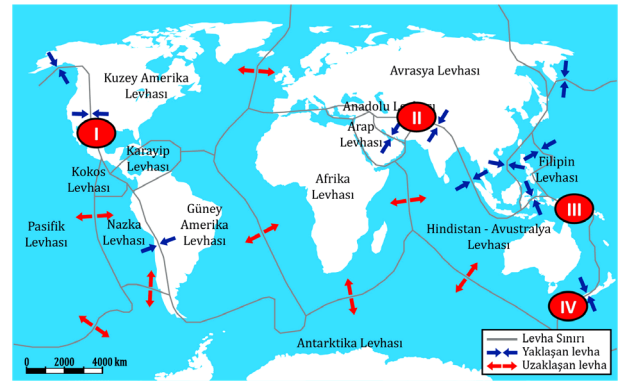 Kuzey Amerika
Levhası
Avrasya Levhası
I
II
Anadolu Le
ası
Arap
Levhası
Karayip
Levhası
Kokos
Levhası
Filipin
Levhası
Afrika
Levhası
III
Pasifik
Levhası
Nazka
Levhası
Güney
Amerika
Levhası
Hindistan - Avustralya
Levhası
IV
Antarktika Levhası
0 2000 4000 km
Levha Sınırı
Yaklaşan levha
Uzaklaşan levha